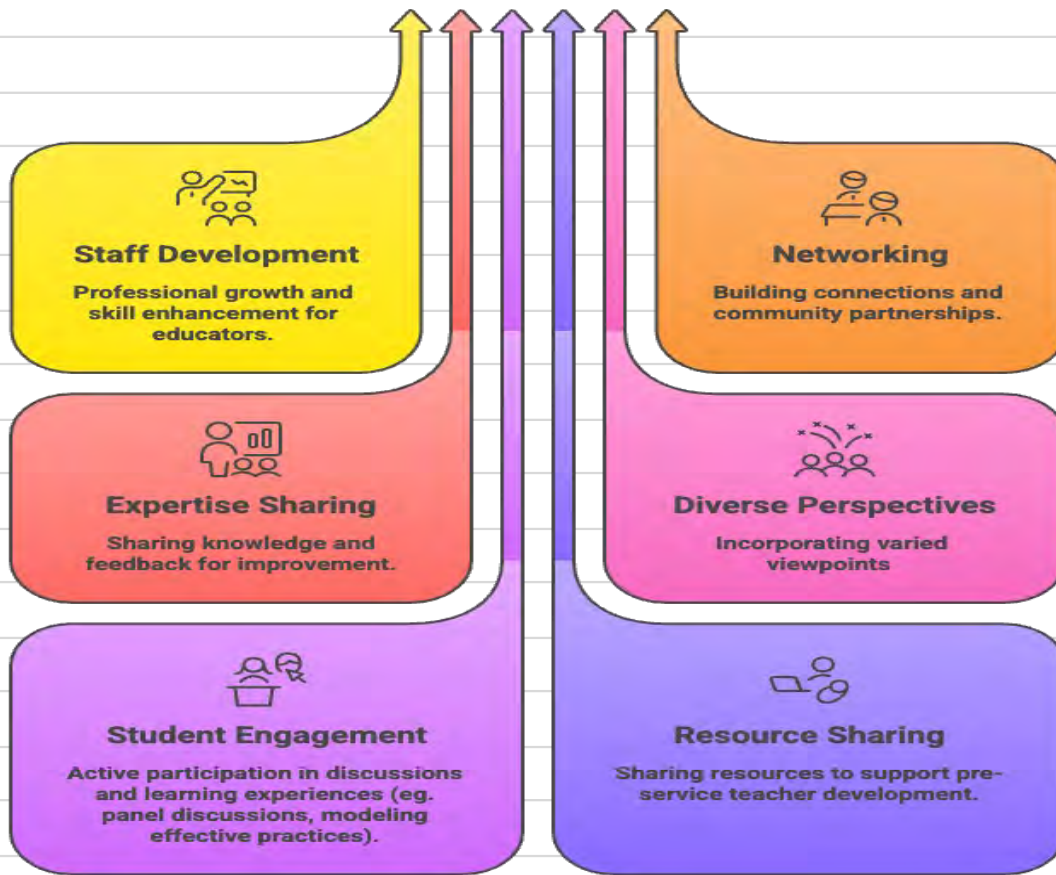 Staff Development
Professional growth and
skill enhancement for
educators.
Networking
Building connections and
community partnerships.
Expertise Sharing
Sharing knowledge and
feedback for improvement.
Diverse Perspectives
Incorporating varied
viewpoints
Student Engagement
Active participation in discussions
and learning experiences (eg.
panel discussions, modeling
effective practices).
Resource Sharing
Sharing resources to support pre-
service teacher development.